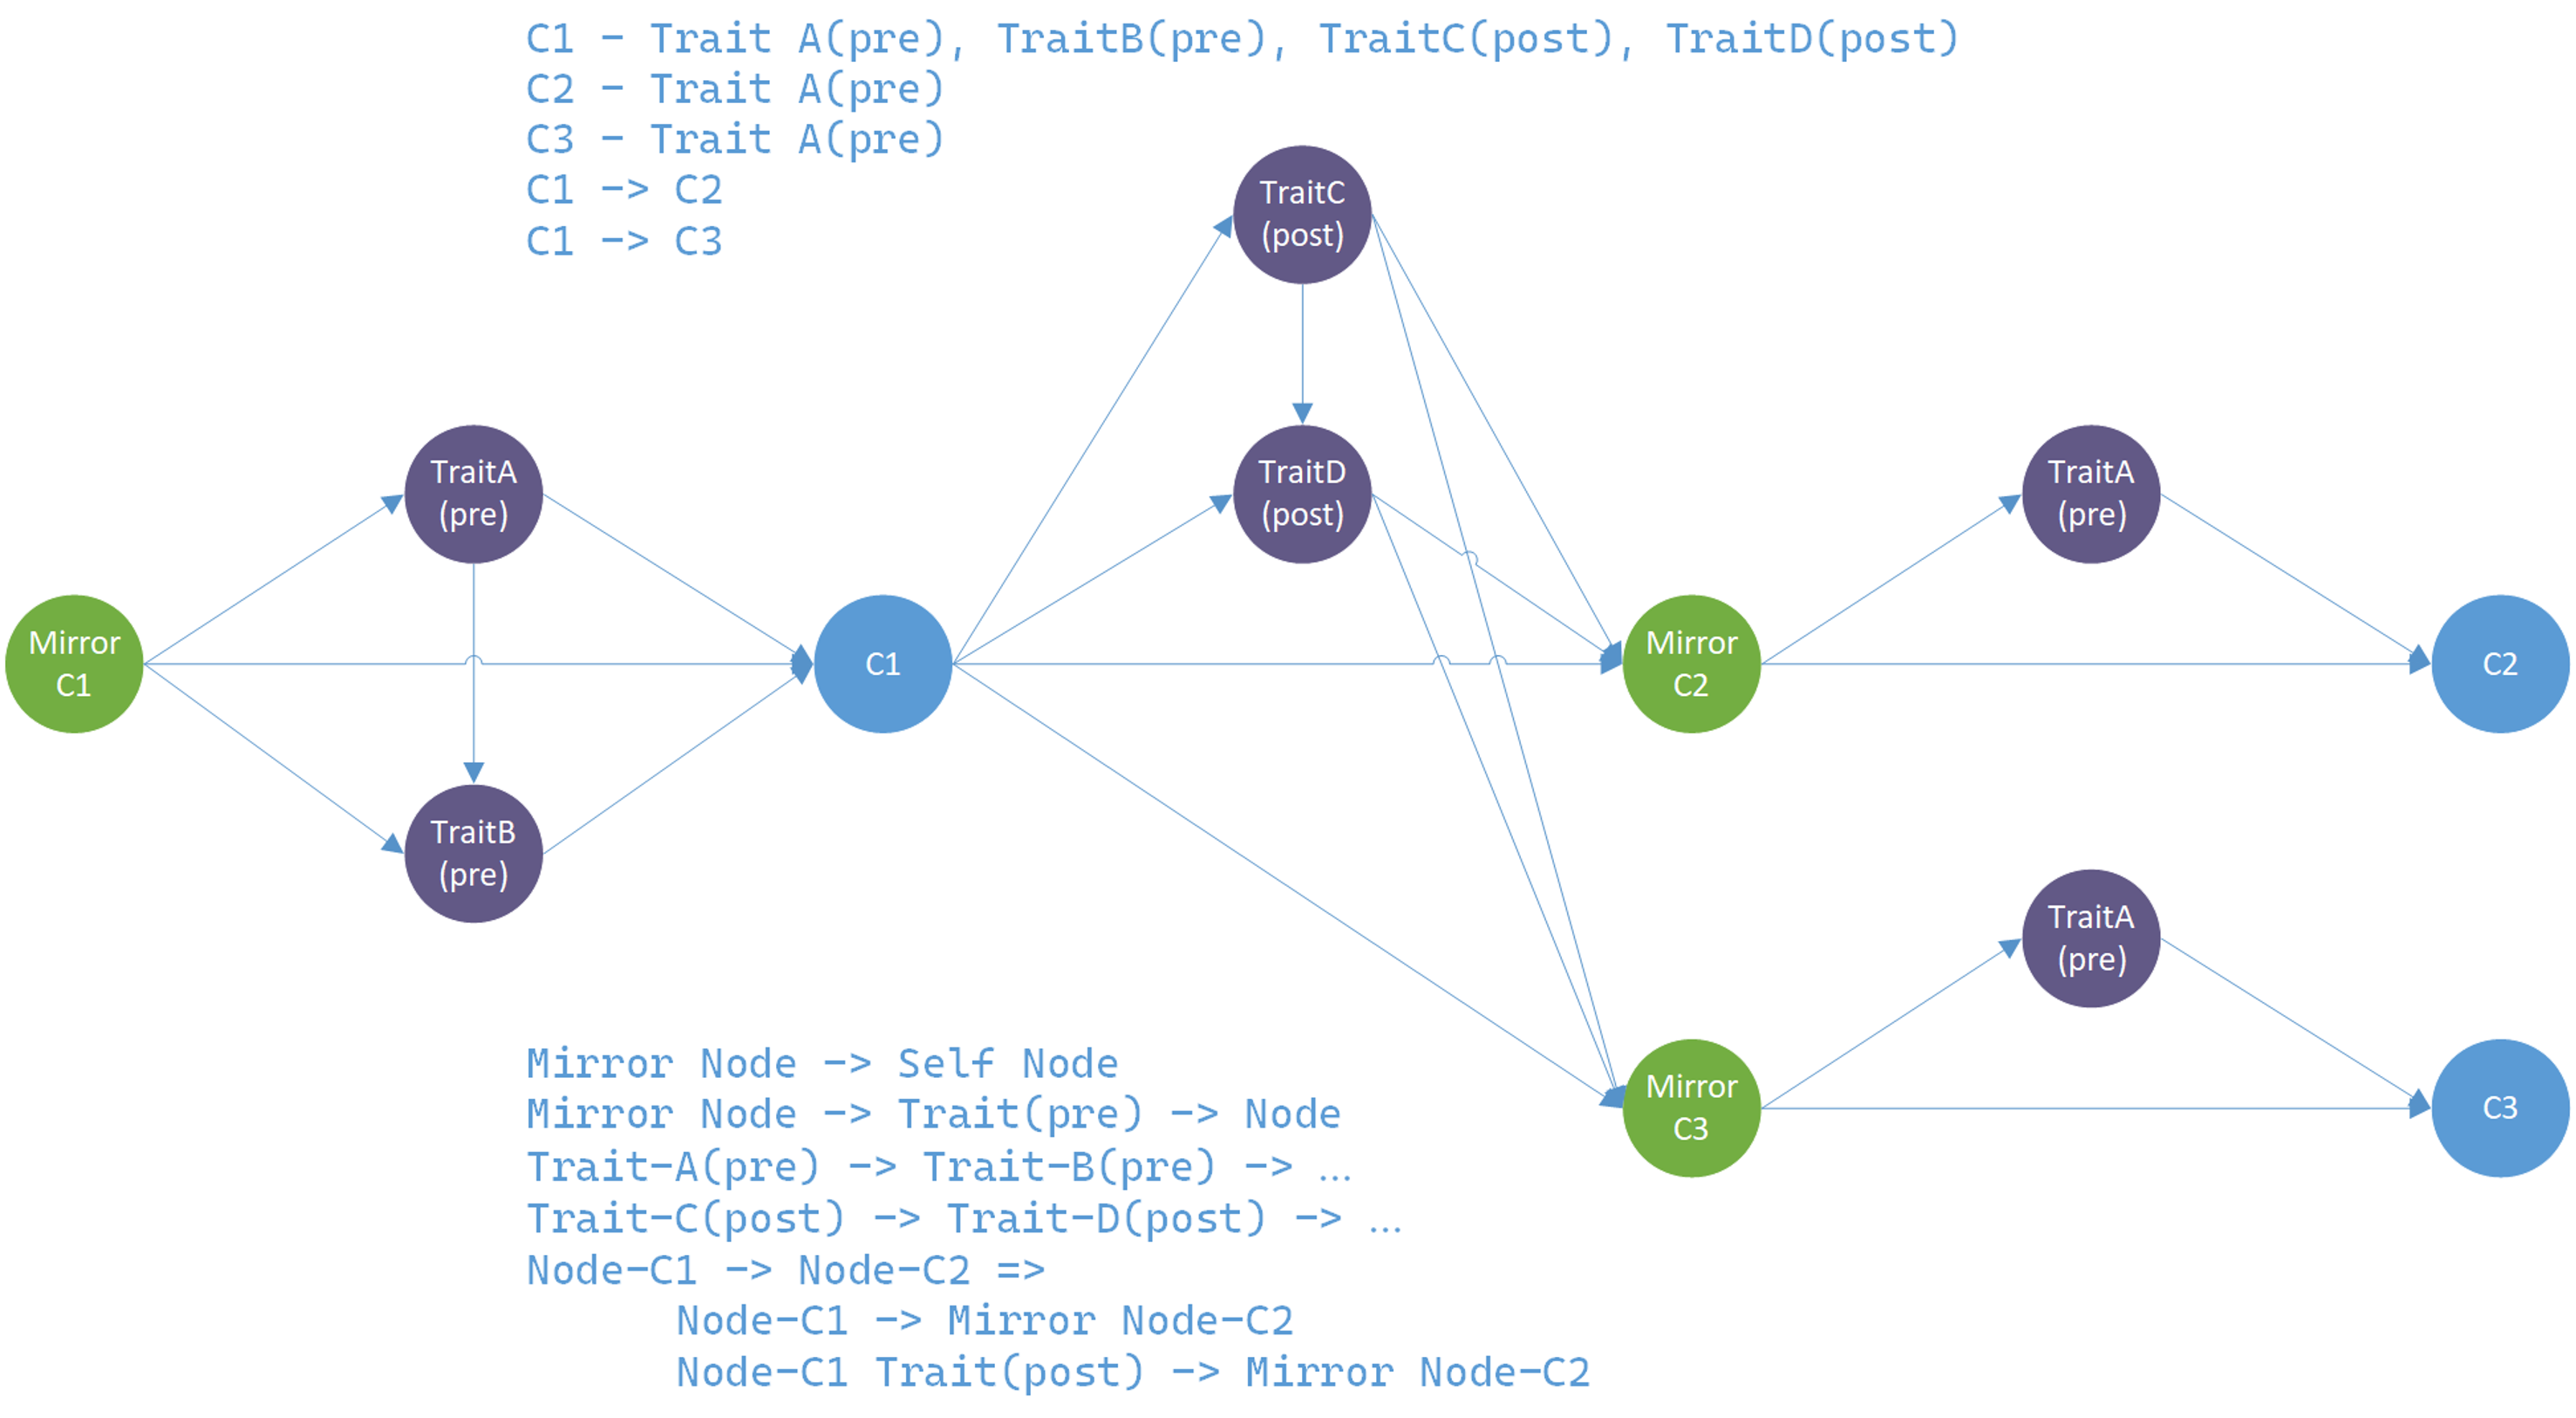 C1 - Trait A(pre), TraitB(pre), TraitC(post), TraitD(post)
C2 - Trait A(pre)
C3 - Trait A(pre)
C1 -> C2
C1 -> C3
TraitC
(post)
TraitA
(pre)
TraitD
(post)
TraitA
(pre)
Mirror
C1
C1
Mirror
C2
C2
TraitB
(pre)
TraitA
(pre)
Mirror
C3
C3
Mirror Node -> Self Node
Mirror Node -> Trait(pre) -> Node
Trait-A(pre) -> Trait-B(pre) -> …
Trait-C(post) -> Trait-D(post) -> …
Node-C1 -> Node-C2 =>
Node-C1 -> Mirror Node-C2
Node-C1 Trait(post) -> Mirror Node-C2